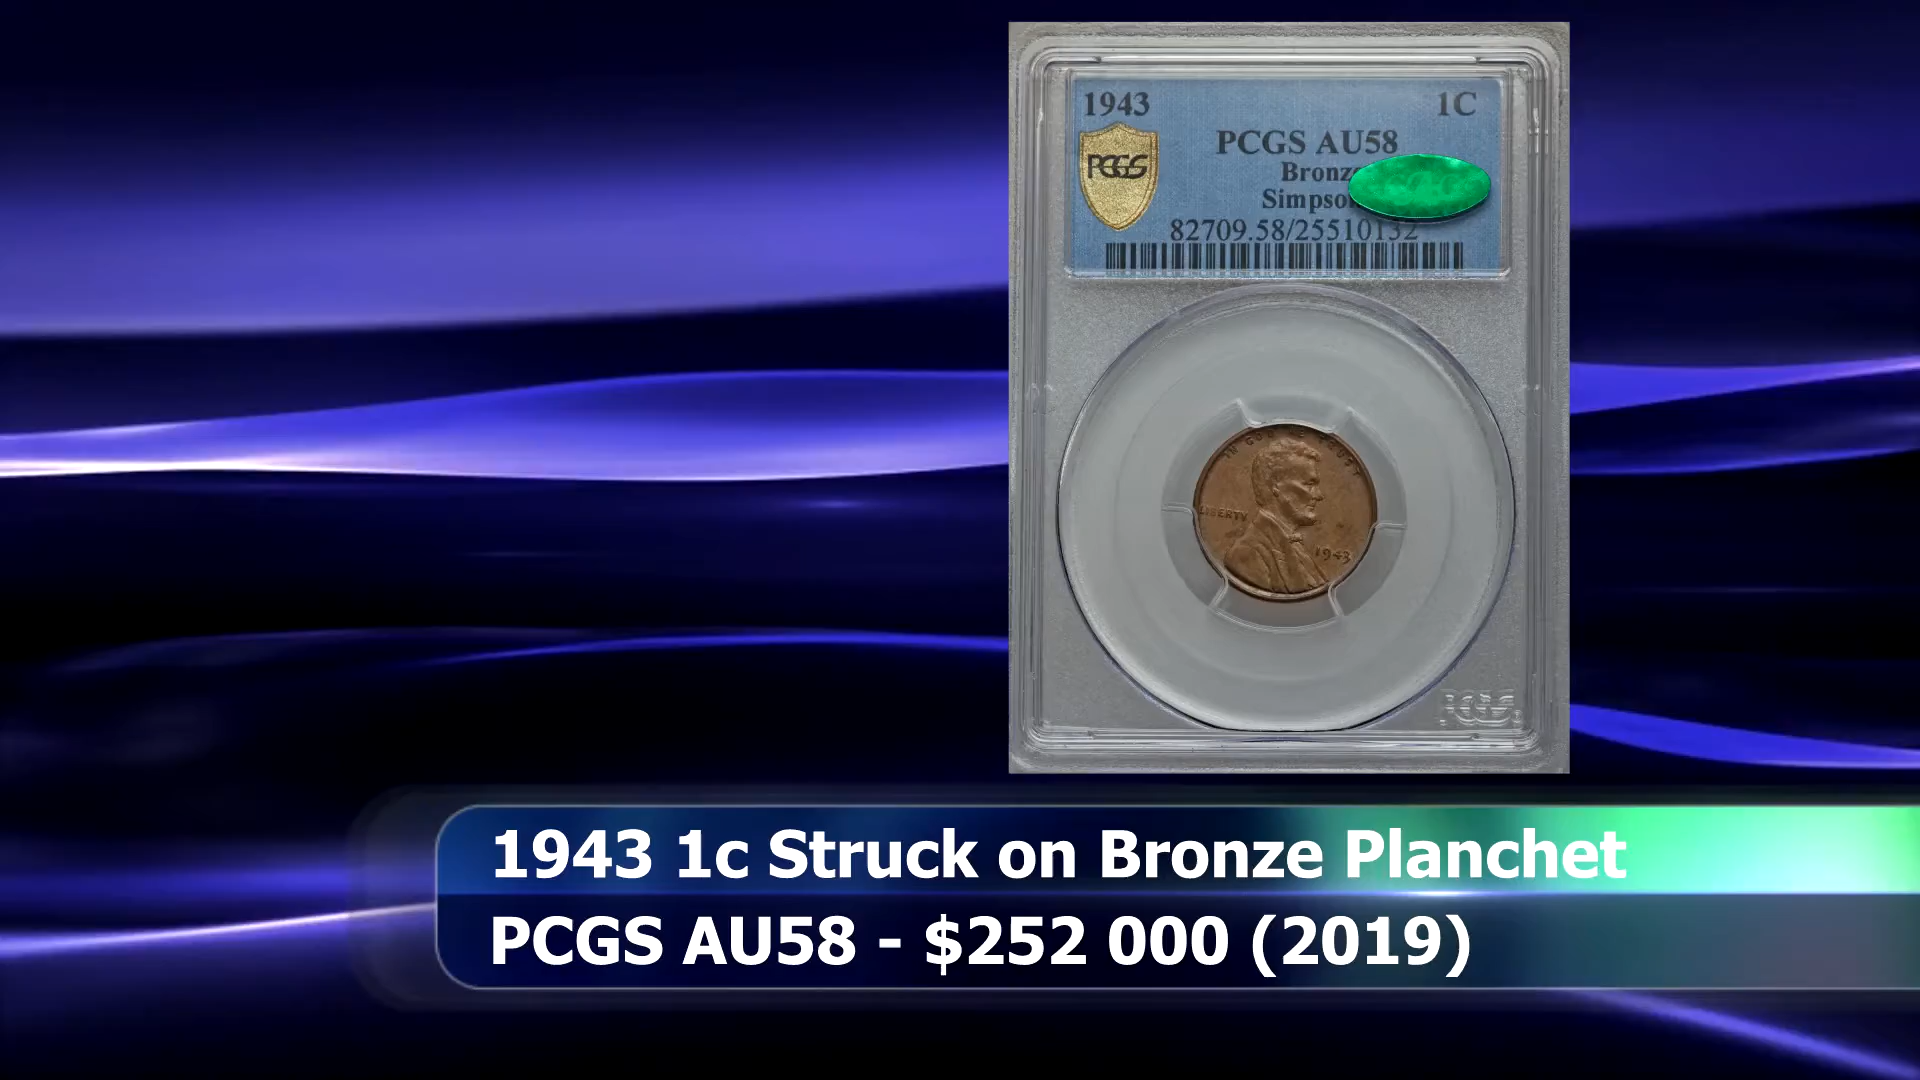 1943 1C
PCGS AU58
PCGS
82709.58/25510132
IN GOD WE TRUST
LIBERTY
1943
PCGS
1943 1c Struck on Bronze Planchet
PCGS AU58 - $252 000 (2019)